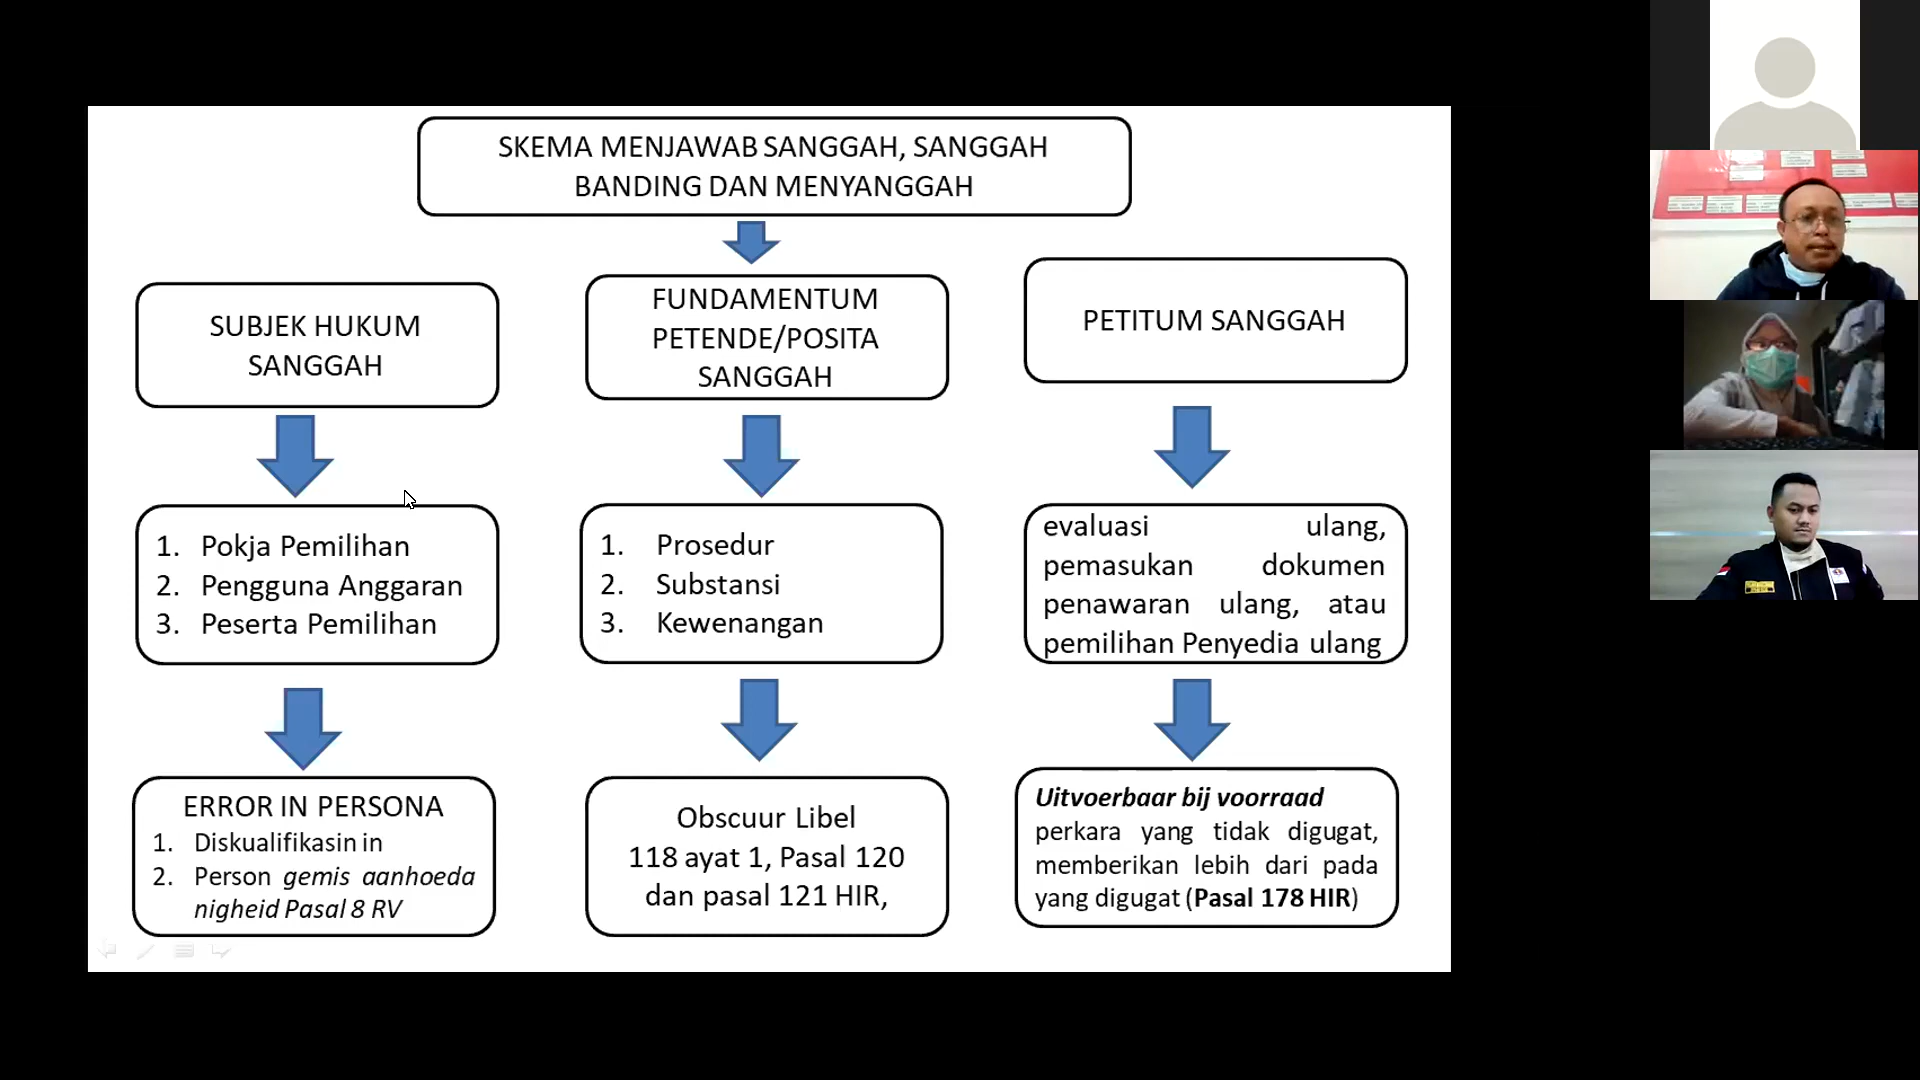 SKEMA MENJAWAB SANGGAH, SANGGAH
BANDING DAN MENYANGGAH
SUBJEK HUKUM
SANGGAH
FUNDAMENTUM
PETENDE/POSITA
SANGGAH
PETITUM SANGGAH
1. Pokja Pemilihan
2. Pengguna Anggaran
3. Peserta Pemilihan
1. Prosedur
2. Substansi
3. Kewenangan
evaluasi ulang,
pemasukan dokumen
penawaran ulang, atau
pemilihan Penyedia ulang
ERROR IN PERSONA
1. Diskualifikasin in
2. Person gemis aanhoeda
nigheid Pasal 8 RV
Obscuur Libel
118 ayat 1, Pasal 120
dan pasal 121 HIR,
Uitvoerbaar bij voorraad
perkara yang tidak digugat,
memberikan lebih dari pada
yang digugat (Pasal 178 HIR)